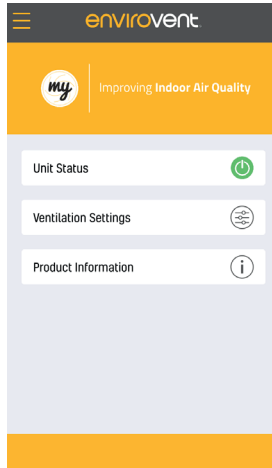 envirovent
my
Improving Indoor Air Quality
Unit Status
Ventilation Settings
Product Information